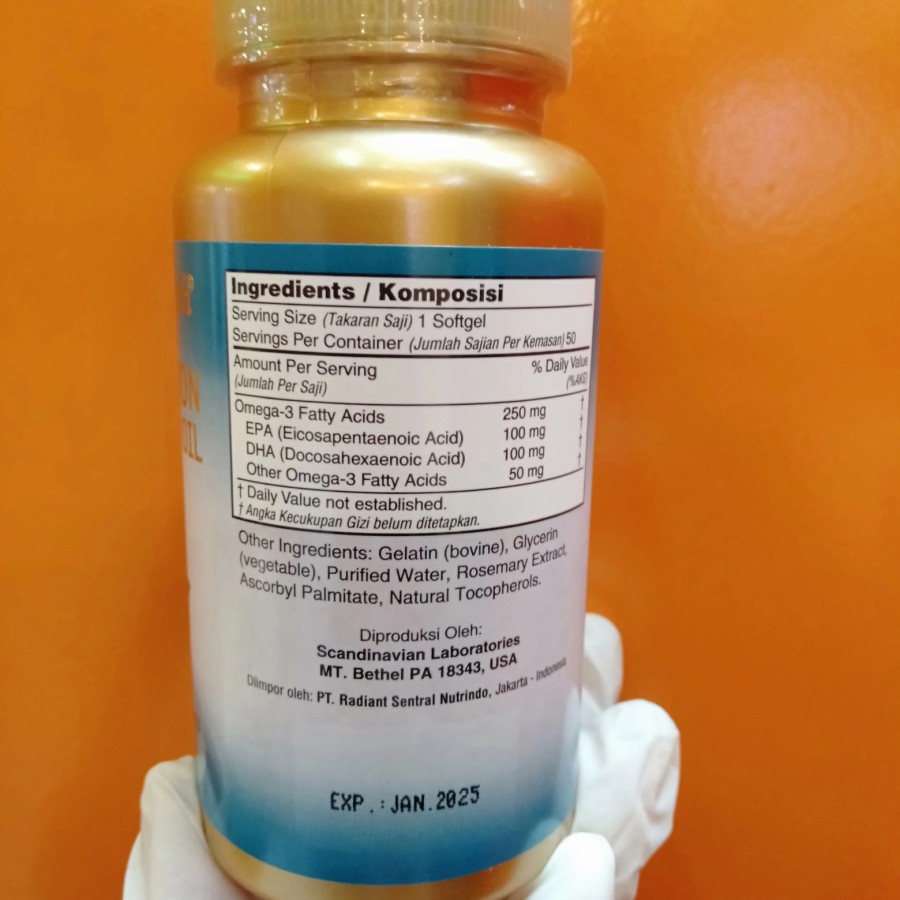 Ingredients / Komposisi
Serving Size (Takaran Saji) 1 Softgel
Servings Per Container (Jumlah Sajian Per Kemasan) 50
Amount Per Serving % Daily Value
(Jumlah Per Saji) (%AKG)
Omega-3 Fatty Acids 250 mg †
EPA (Eicosapentaenoic Acid) 100 mg †
DHA (Docosahexaenoic Acid) 100 mg †
Other Omega-3 Fatty Acids 50 mg †
† Daily Value not established.
† Angka Kecukupan Gizi belum ditetapkan.
Other Ingredients: Gelatin (bovine), Glycerin
(vegetable), Purified Water, Rosemary Extract,
Ascorbyl Palmitate, Natural Tocopherols.
Diproduksi Oleh:
Scandinavian Laboratories
MT. Bethel PA 18343, USA
Diimpor oleh: PT. Radiant Sentral Nutrindo, Jakarta - Indonesia
EXP.: JAN.2025